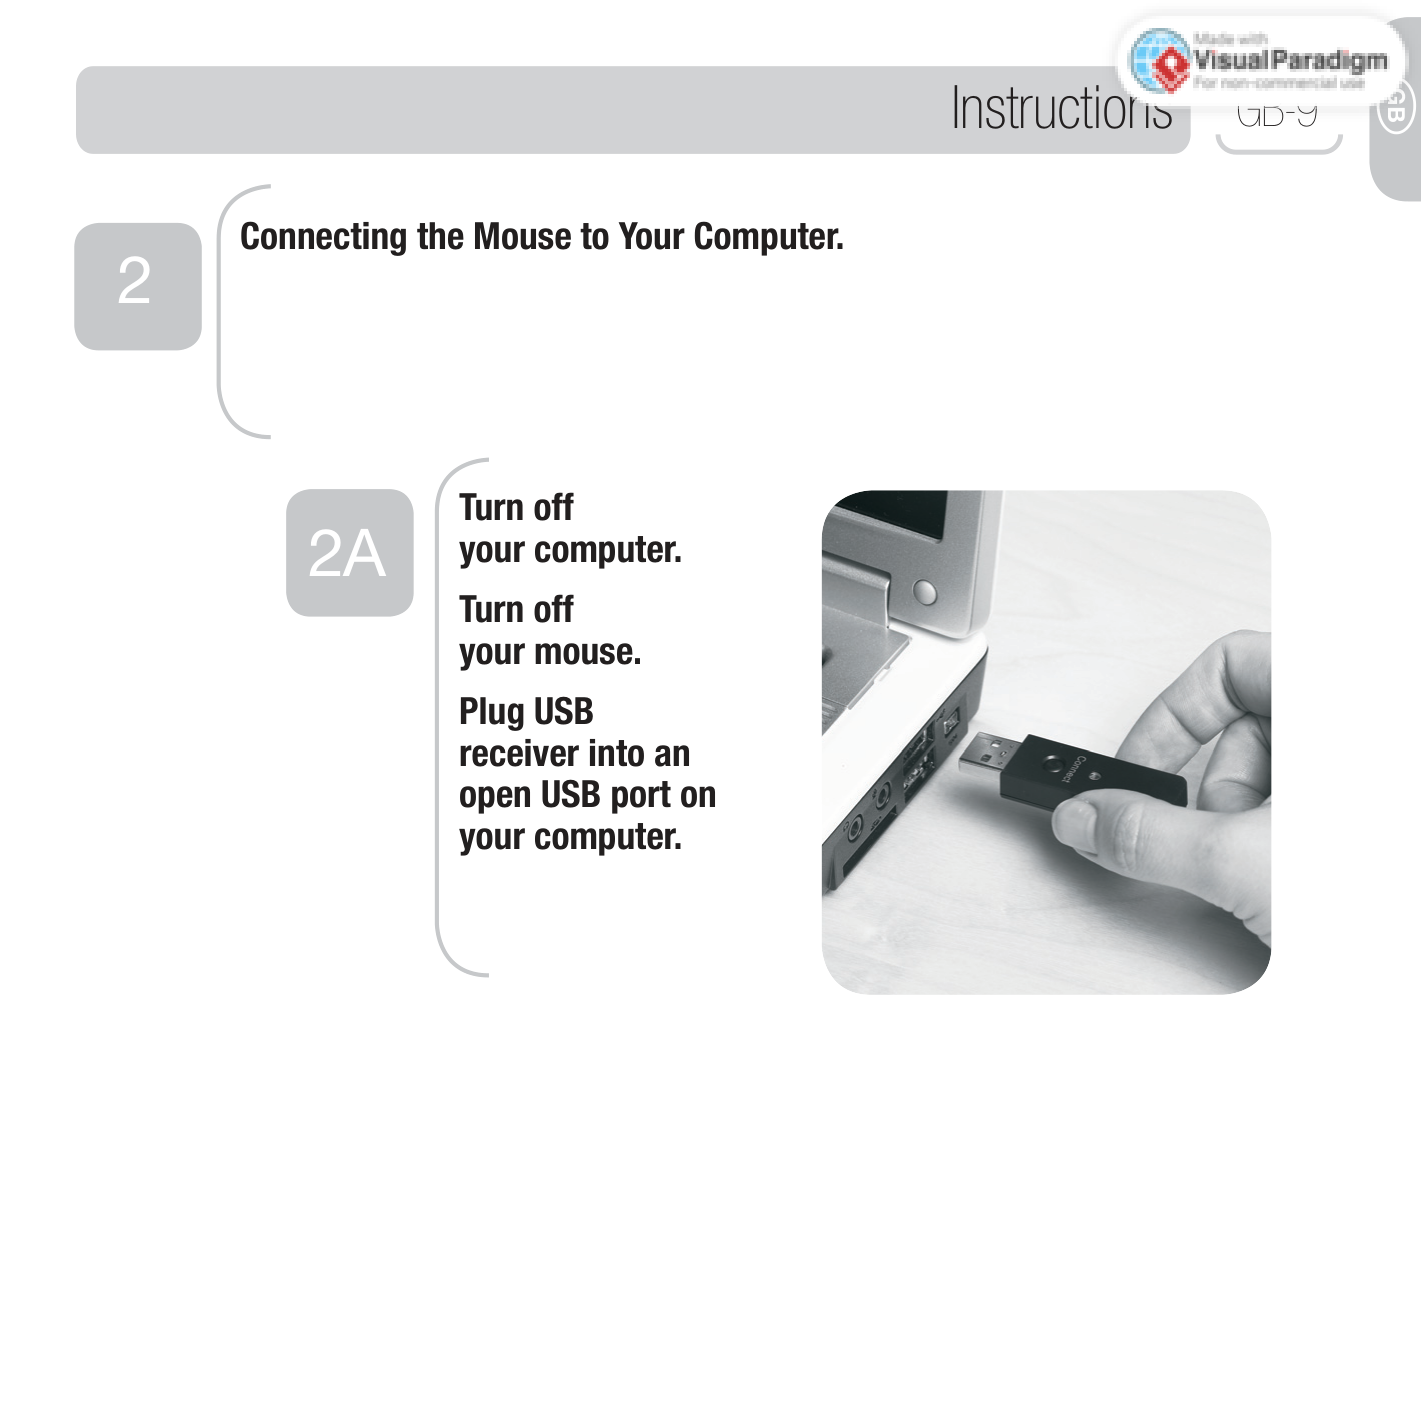 Made with
VisualParadigm
For non-commercial use
Instructions
GB-9
GB
2
Connecting the Mouse to Your Computer.
2A
Turn off
your computer.
Turn off
your mouse.
Plug USB
receiver into an
open USB port on
your computer.
Connect